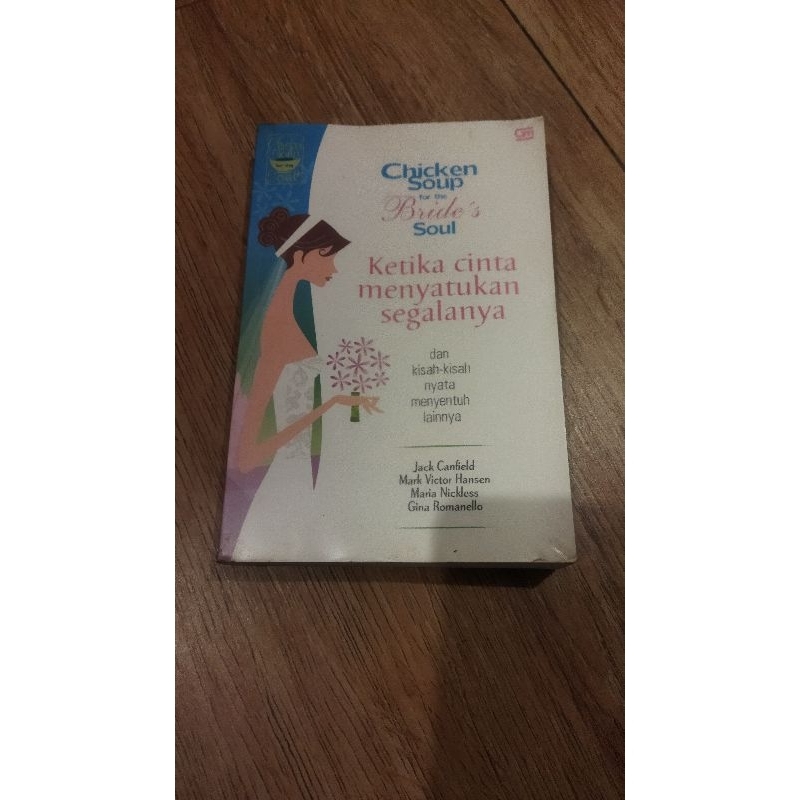 GM
Chicken
Soup
for the
Bride's
Soul
Ketika cinta
menyatukan
segalanya
dan
kisah-kisah
nyata
menyentuh
lainnya
Jack Canfield
Mark Victor Hansen
Maria Nickless
Gina Romanello